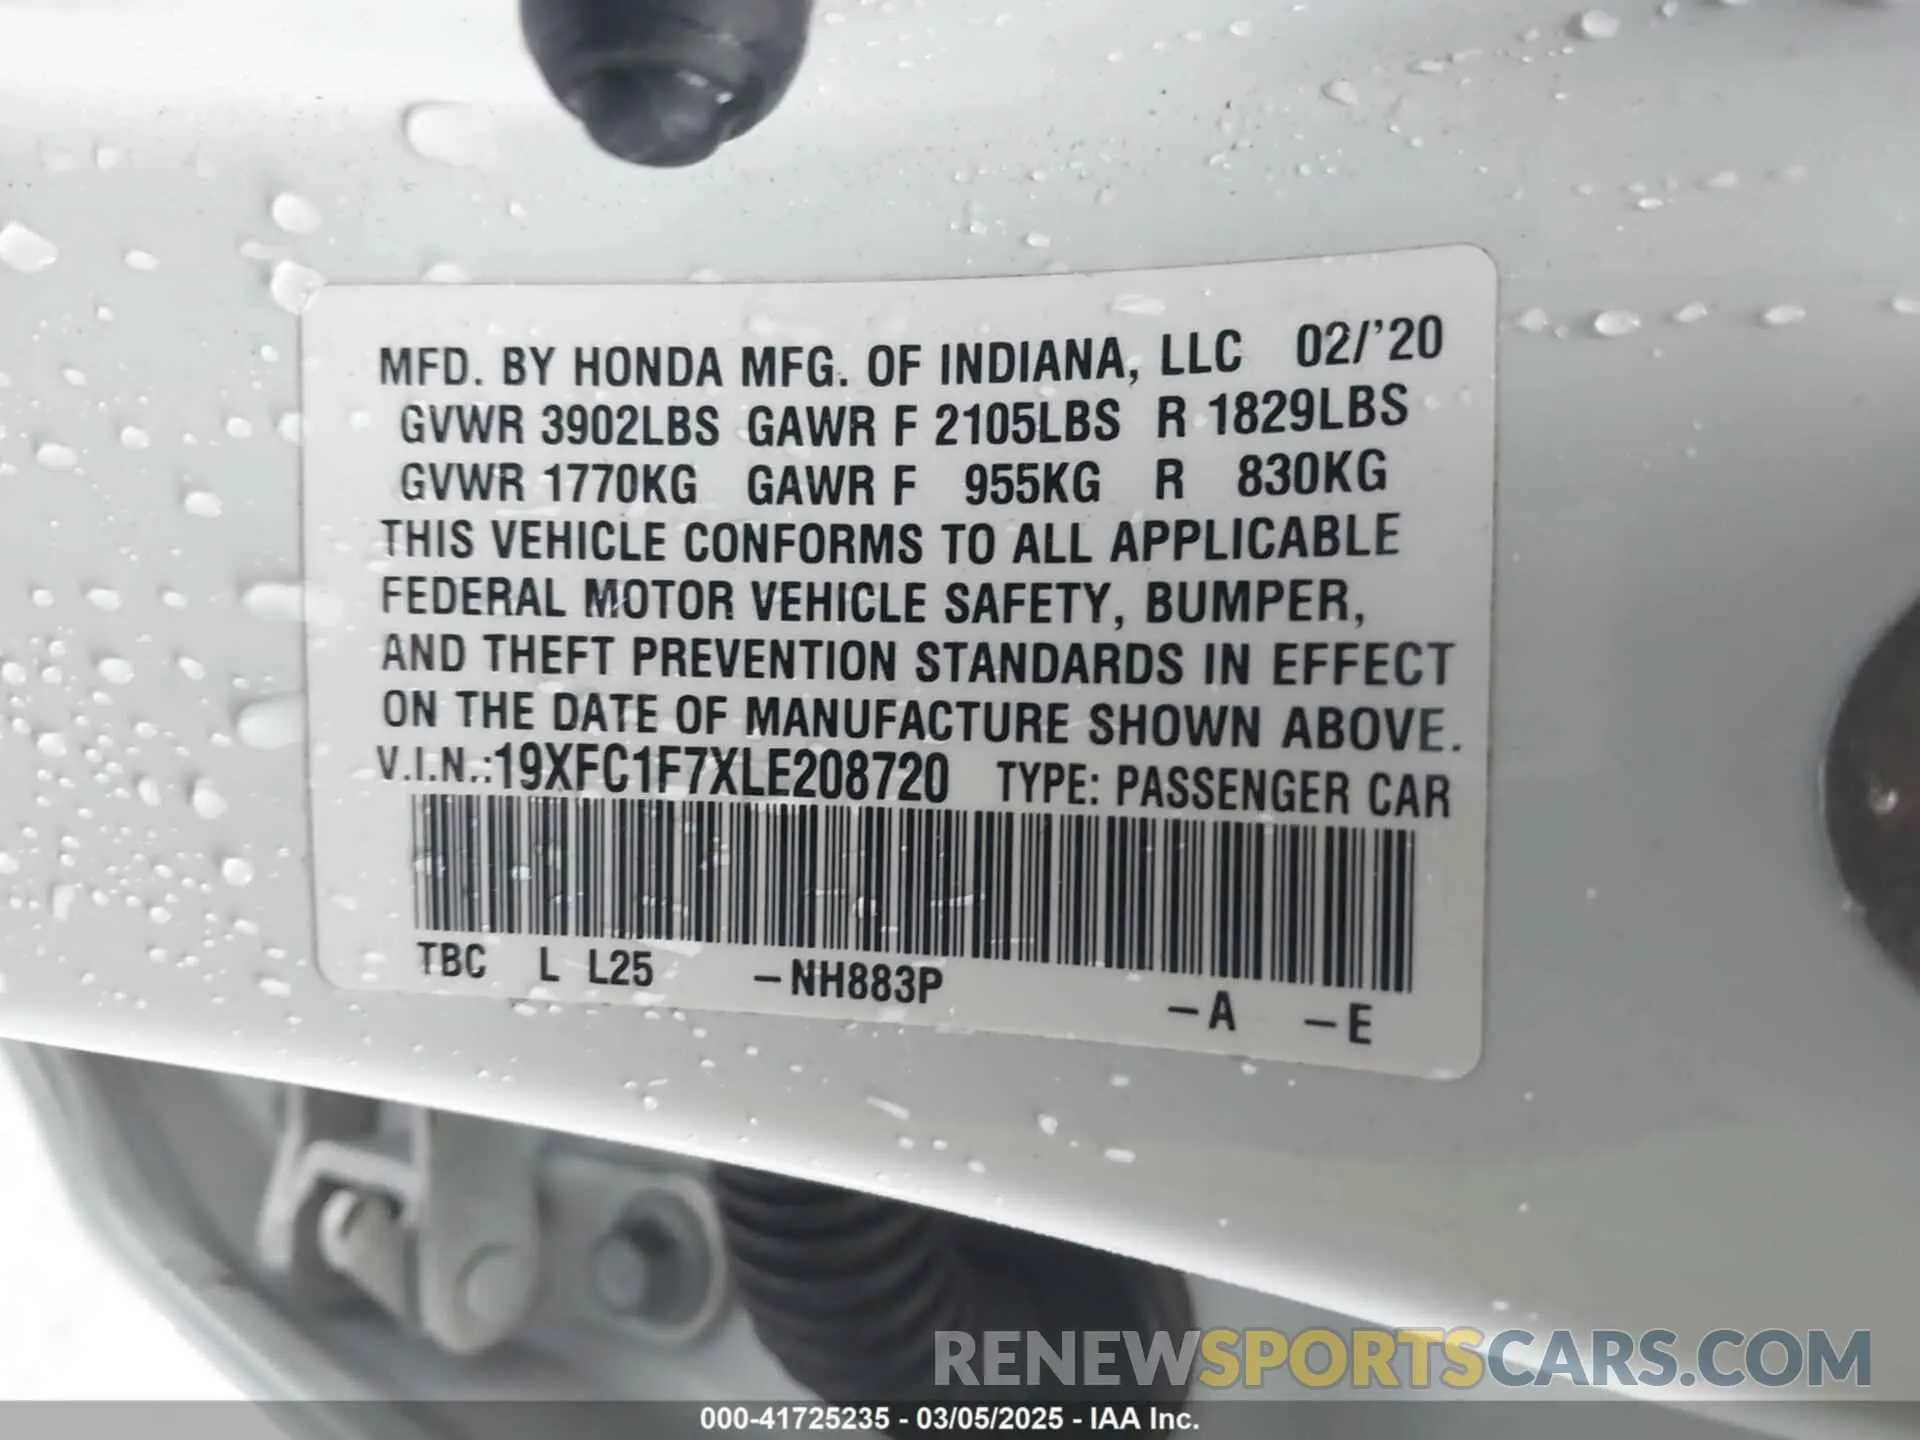 MFD. BY HONDA MFG. OF INDIANA, LLC 02/'20
GVWR 3902LBS GAWR F 2105LBS R 1829LBS
GVWR 1770KG GAWR F 955KG R 830KG
THIS VEHICLE CONFORMS TO ALL APPLICABLE
FEDERAL MOTOR VEHICLE SAFETY, BUMPER,
AND THEFT PREVENTION STANDARDS IN EFFECT
ON THE DATE OF MANUFACTURE SHOWN ABOVE.
V.I.N.:19XFC1F7XLE208720 TYPE: PASSENGER CAR
TBC L L25 –NH883P –A –E
RENEWSPORTSCARS.COM
000-41725235 - 03/05/2025 - IAA Inc.